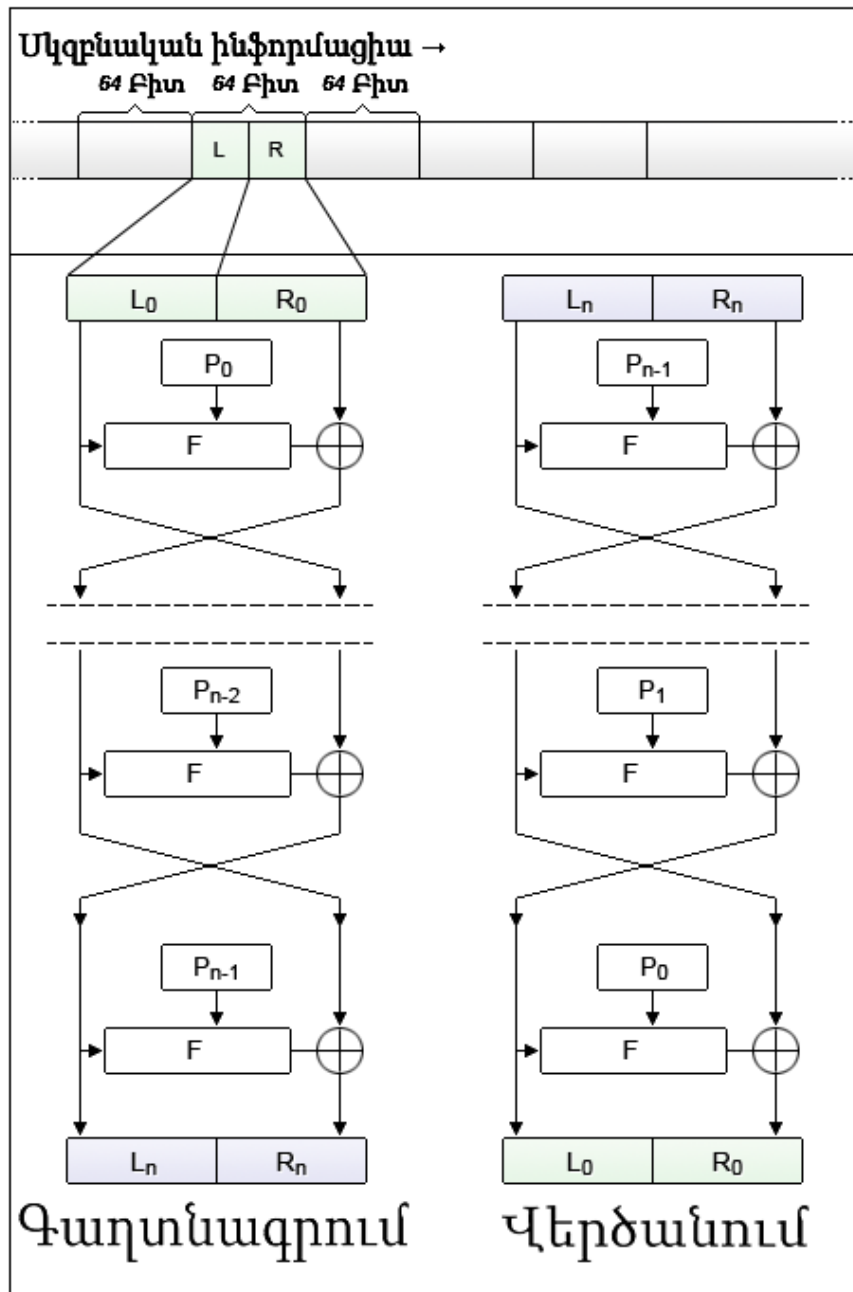 Սկզբնական ինֆորմացիա →
64 Բիտ 64 Բիտ 64 Բիտ
L R
L₀ R₀ Lₙ Rₙ
P₀ Pₙ₋₁
F F
Pₙ₋₂ P₁
F F
Pₙ₋₁ P₀
F F
Lₙ Rₙ L₀ R₀
Գաղտնագրում Վերծանում